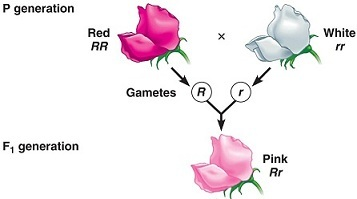 P generation
Red
RR
×
White
rr
Gametes
R
r
F1 generation
Pink
Rr